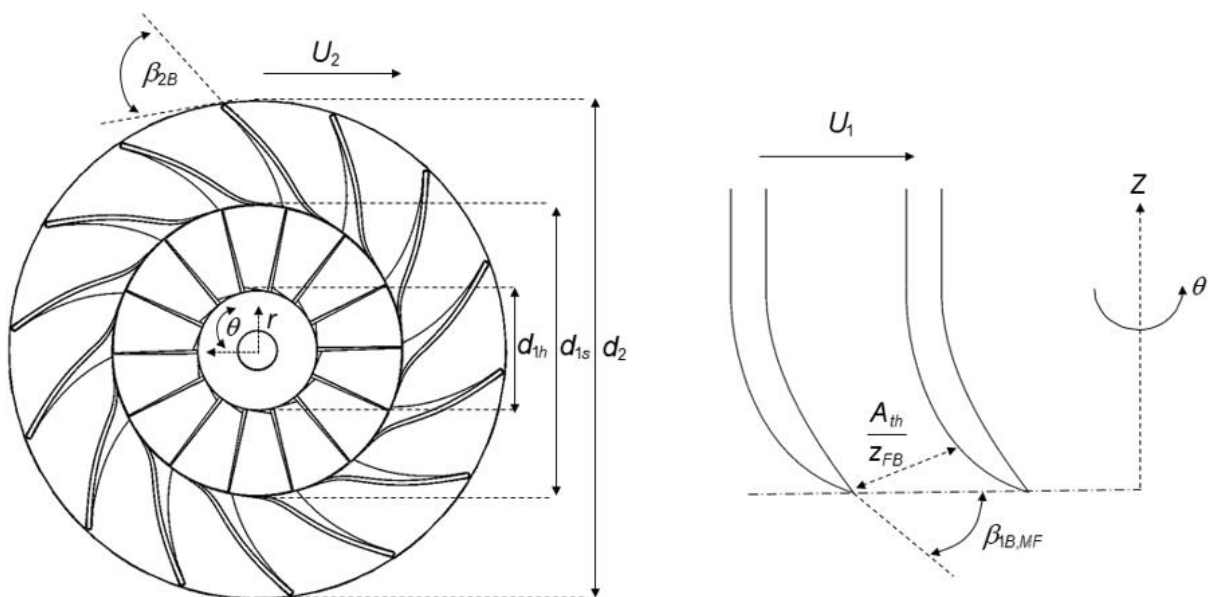 β2B
U2
θ
r
d1h
d1s
d2
U1
Z
θ
Ath
zFB
β1B,MF